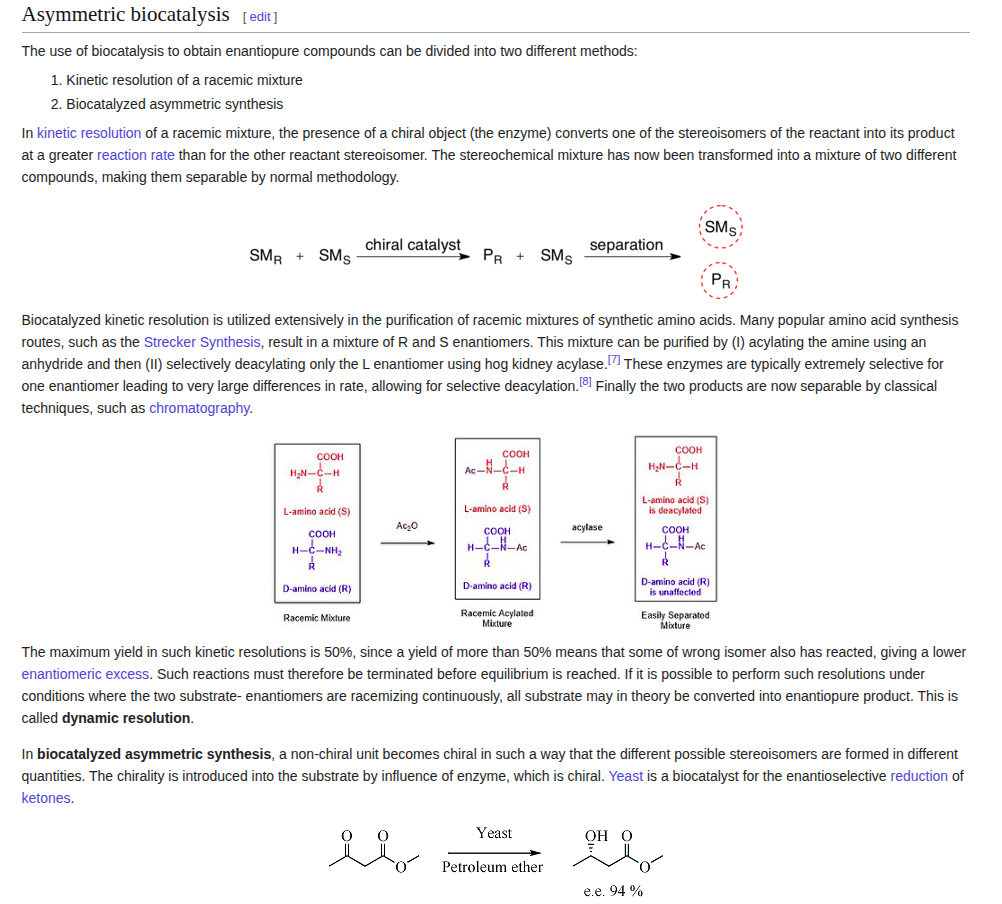 Asymmetric biocatalysis [ edit ]
The use of biocatalysis to obtain enantiopure compounds can be divided into two different methods:
1. Kinetic resolution of a racemic mixture
2. Biocatalyzed asymmetric synthesis
In kinetic resolution of a racemic mixture, the presence of a chiral object (the enzyme) converts one of the stereoisomers of the reactant into its product
at a greater reaction rate than for the other reactant stereoisomer. The stereochemical mixture has now been transformed into a mixture of two different
compounds, making them separable by normal methodology.
SMR + SMS chiral catalyst PR + SMS separation SMS
PR
Biocatalyzed kinetic resolution is utilized extensively in the purification of racemic mixtures of synthetic amino acids. Many popular amino acid synthesis
routes, such as the Strecker Synthesis, result in a mixture of R and S enantiomers. This mixture can be purified by (I) acylating the amine using an
anhydride and then (II) selectively deacylating only the L enantiomer using hog kidney acylase.[7] These enzymes are typically extremely selective for
one enantiomer leading to very large differences in rate, allowing for selective deacylation.[8] Finally the two products are now separable by classical
techniques, such as chromatography.
COOH
H2N-C-H
R
L-amino acid (S)
COOH
H-C-NH2
R
D-amino acid (R)
Racemic Mixture
Ac2O
COOH
H
Ac-N-C-H
R
L-amino acid (S)
COOH
H
H-C-N-Ac
R
D-amino acid (R)
Racemic Acylated
Mixture
acylase
COOH
H2N-C-H
R
L-amino acid (S)
is deacylated
COOH
H
H-C-N-Ac
R
D-amino acid (R)
is unaffected
Easily Separated
Mixture
The maximum yield in such kinetic resolutions is 50%, since a yield of more than 50% means that some of wrong isomer also has reacted, giving a lower
enantiomeric excess. Such reactions must therefore be terminated before equilibrium is reached. If it is possible to perform such resolutions under
conditions where the two substrate- enantiomers are racemizing continuously, all substrate may in theory be converted into enantiopure product. This is
called dynamic resolution.
In biocatalyzed asymmetric synthesis, a non-chiral unit becomes chiral in such a way that the different possible stereoisomers are formed in different
quantities. The chirality is introduced into the substrate by influence of enzyme, which is chiral. Yeast is a biocatalyst for the enantioselective reduction of
ketones.
O O
O
Yeast
Petroleum ether
OH O
O
e.e. 94 %